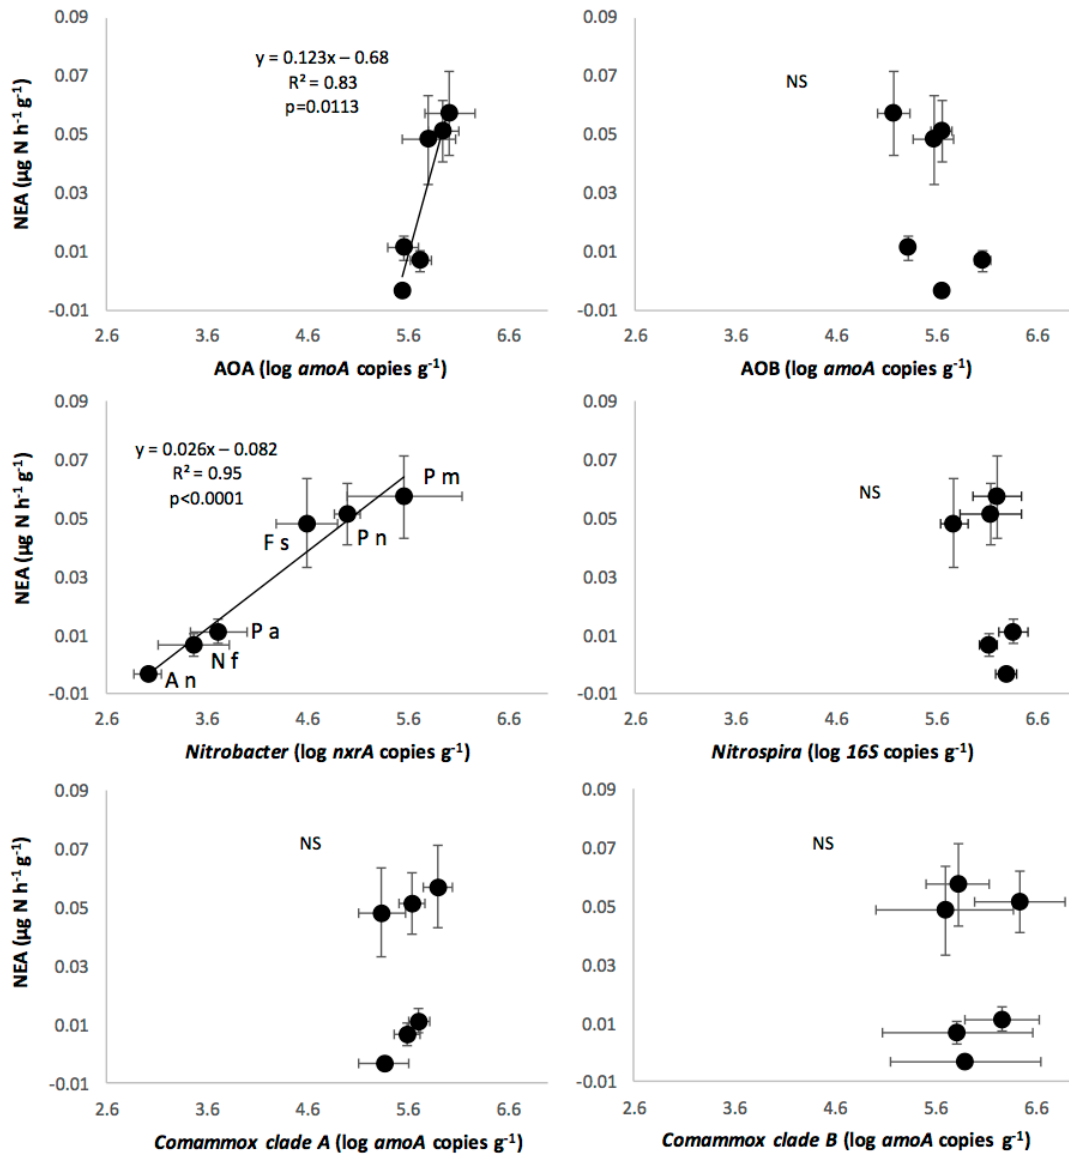 0.09
0.07
0.05
0.03
0.01
-0.01
NEA (µg N h⁻¹ g⁻¹)
y = 0.123x – 0.68
R² = 0.83
p=0.0113
2.6 3.6 4.6 5.6 6.6
AOA (log amoA copies g⁻¹)
0.09
0.07
0.05
0.03
0.01
-0.01
NS
2.6 3.6 4.6 5.6 6.6
AOB (log amoA copies g⁻¹)
0.09
0.07
0.05
0.03
0.01
-0.01
NEA (µg N h⁻¹ g⁻¹)
y = 0.026x – 0.082
R² = 0.95
p<0.0001
P m
F s
P n
P a
N f
A n
2.6 3.6 4.6 5.6 6.6
Nitrobacter (log nxrA copies g⁻¹)
0.09
0.07
0.05
0.03
0.01
-0.01
NS
2.6 3.6 4.6 5.6 6.6
Nitrospira (log 16S copies g⁻¹)
0.09
0.07
0.05
0.03
0.01
-0.01
NEA (µg N h⁻¹ g⁻¹)
NS
2.6 3.6 4.6 5.6 6.6
Comammox clade A (log amoA copies g⁻¹)
0.09
0.07
0.05
0.03
0.01
-0.01
NS
2.6 3.6 4.6 5.6 6.6
Comammox clade B (log amoA copies g⁻¹)